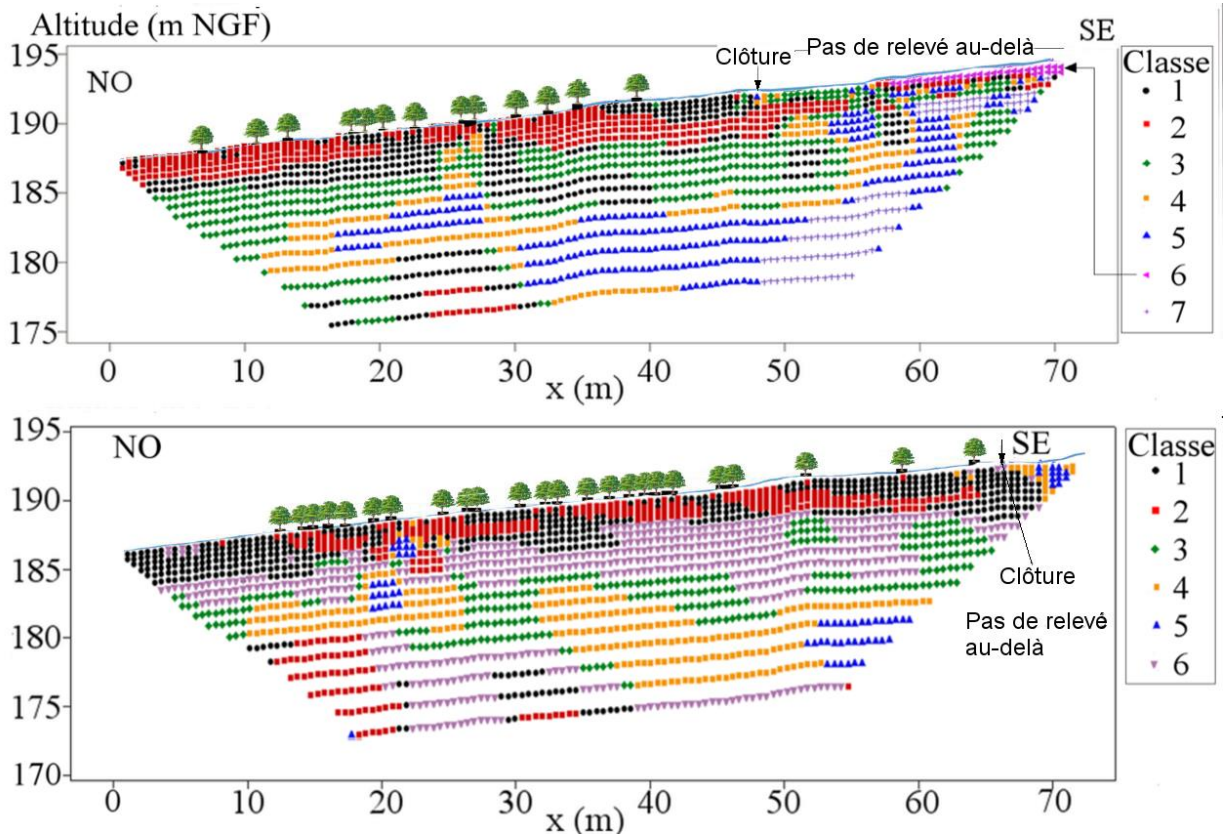 Altitude (m NGF)
NO
Clôture
Pas de relevé au-delà
SE
195
190
185
180
175
0 10 20 30 40 50 60 70
x (m)
Classe
1
2
3
4
5
6
7
195
190
185
180
175
170
NO
SE
Clôture
Pas de relevé
au-delà
0 10 20 30 40 50 60 70
x (m)
Classe
1
2
3
4
5
6